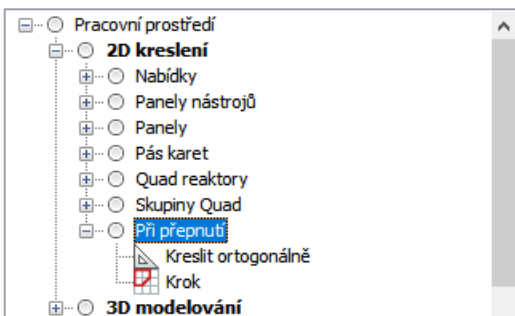 Pracovní prostředí
2D kreslení
Nabídky
Panely nástrojů
Panely
Pás karet
Quad reaktory
Skupiny Quad
Při přepnutí
Kreslit ortogonálně
Krok
3D modelování